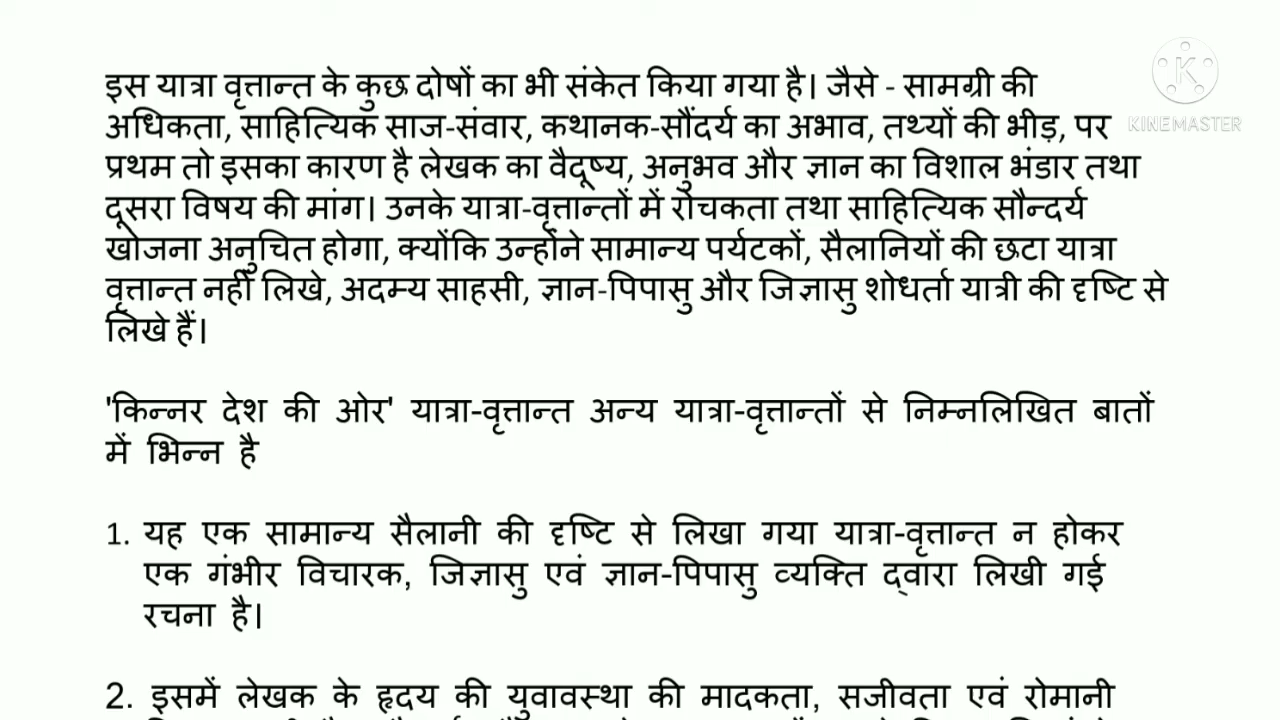 इस यात्रा वृत्तान्त के कुछ दोषों का भी संकेत किया गया है। जैसे - सामग्री की
अधिकता, साहित्यिक साज-संवार, कथानक-सौंदर्य का अभाव, तथ्यों की भीड़, पर
प्रथम तो इसका कारण है लेखक का वैदूष्य, अनुभव और ज्ञान का विशाल भंडार तथा
दूसरा विषय की मांग। उनके यात्रा-वृत्तान्तों में रोचकता तथा साहित्यिक सौन्दर्य
खोजना अनुचित होगा, क्योंकि उन्होंने सामान्य पर्यटकों, सैलानियों की छटा यात्रा
वृत्तान्त नहीं लिखे, अदम्य साहसी, ज्ञान-पिपासु और जिज्ञासु शोधर्ता यात्री की दृष्टि से
लिखे हैं।
'किन्नर देश की ओर' यात्रा-वृत्तान्त अन्य यात्रा-वृत्तान्तों से निम्नलिखित बातों
में भिन्न है
1. यह एक सामान्य सैलानी की दृष्टि से लिखा गया यात्रा-वृत्तान्त न होकर
एक गंभीर विचारक, जिज्ञासु एवं ज्ञान-पिपासु व्यक्ति द्वारा लिखी गई
रचना है।
2. इसमें लेखक के हृदय की युवावस्था की मादकता, सजीवता एवं रोमानी
K
KINEMASTER